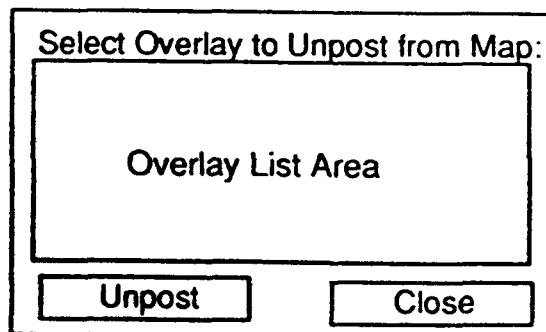 Select Overlay to Unpost from Map:
Overlay List Area
Unpost Close